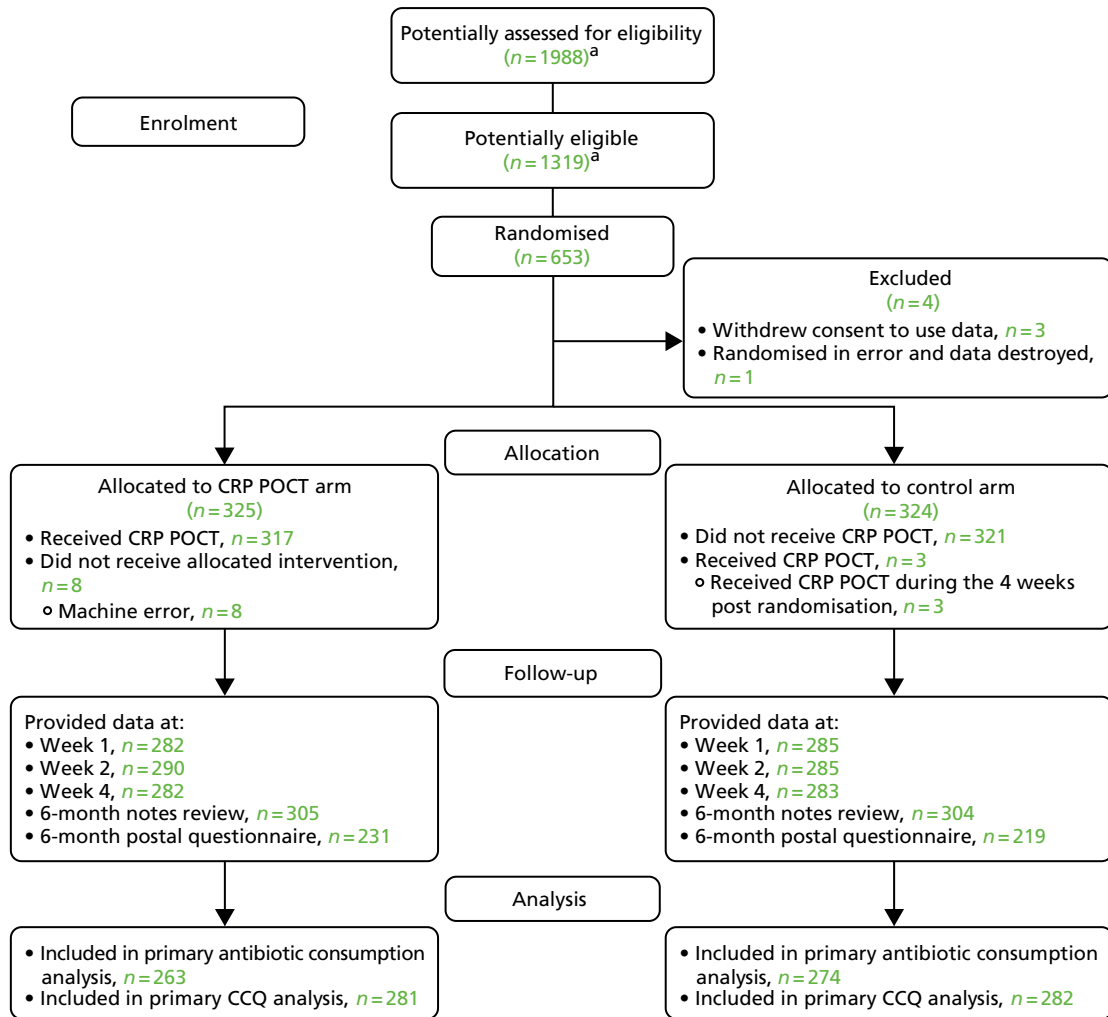 Potentially assessed for eligibility
(n=1988)a
Enrolment
Potentially eligible
(n=1319)a
Randomised
(n=653)
Excluded
(n=4)
• Withdrew consent to use data, n=3
• Randomised in error and data destroyed,
n=1
Allocation
Allocated to CRP POCT arm
(n=325)
• Received CRP POCT, n=317
• Did not receive allocated intervention,
n=8
Machine error, n=8
Allocated to control arm
(n=324)
• Did not receive CRP POCT, n=321
• Received CRP POCT, n=3
Received CRP POCT during the 4 weeks
post randomisation, n=3
Follow-up
Provided data at:
• Week 1, n=282
• Week 2, n=290
• Week 4, n=282
• 6-month notes review, n=305
• 6-month postal questionnaire, n=231
Provided data at:
• Week 1, n=285
• Week 2, n=285
• Week 4, n=283
• 6-month notes review, n=304
• 6-month postal questionnaire, n=219
Analysis
• Included in primary antibiotic consumption
analysis, n=263
• Included in primary CCQ analysis, n=281
• Included in primary antibiotic consumption
analysis, n=274
• Included in primary CCQ analysis, n=282